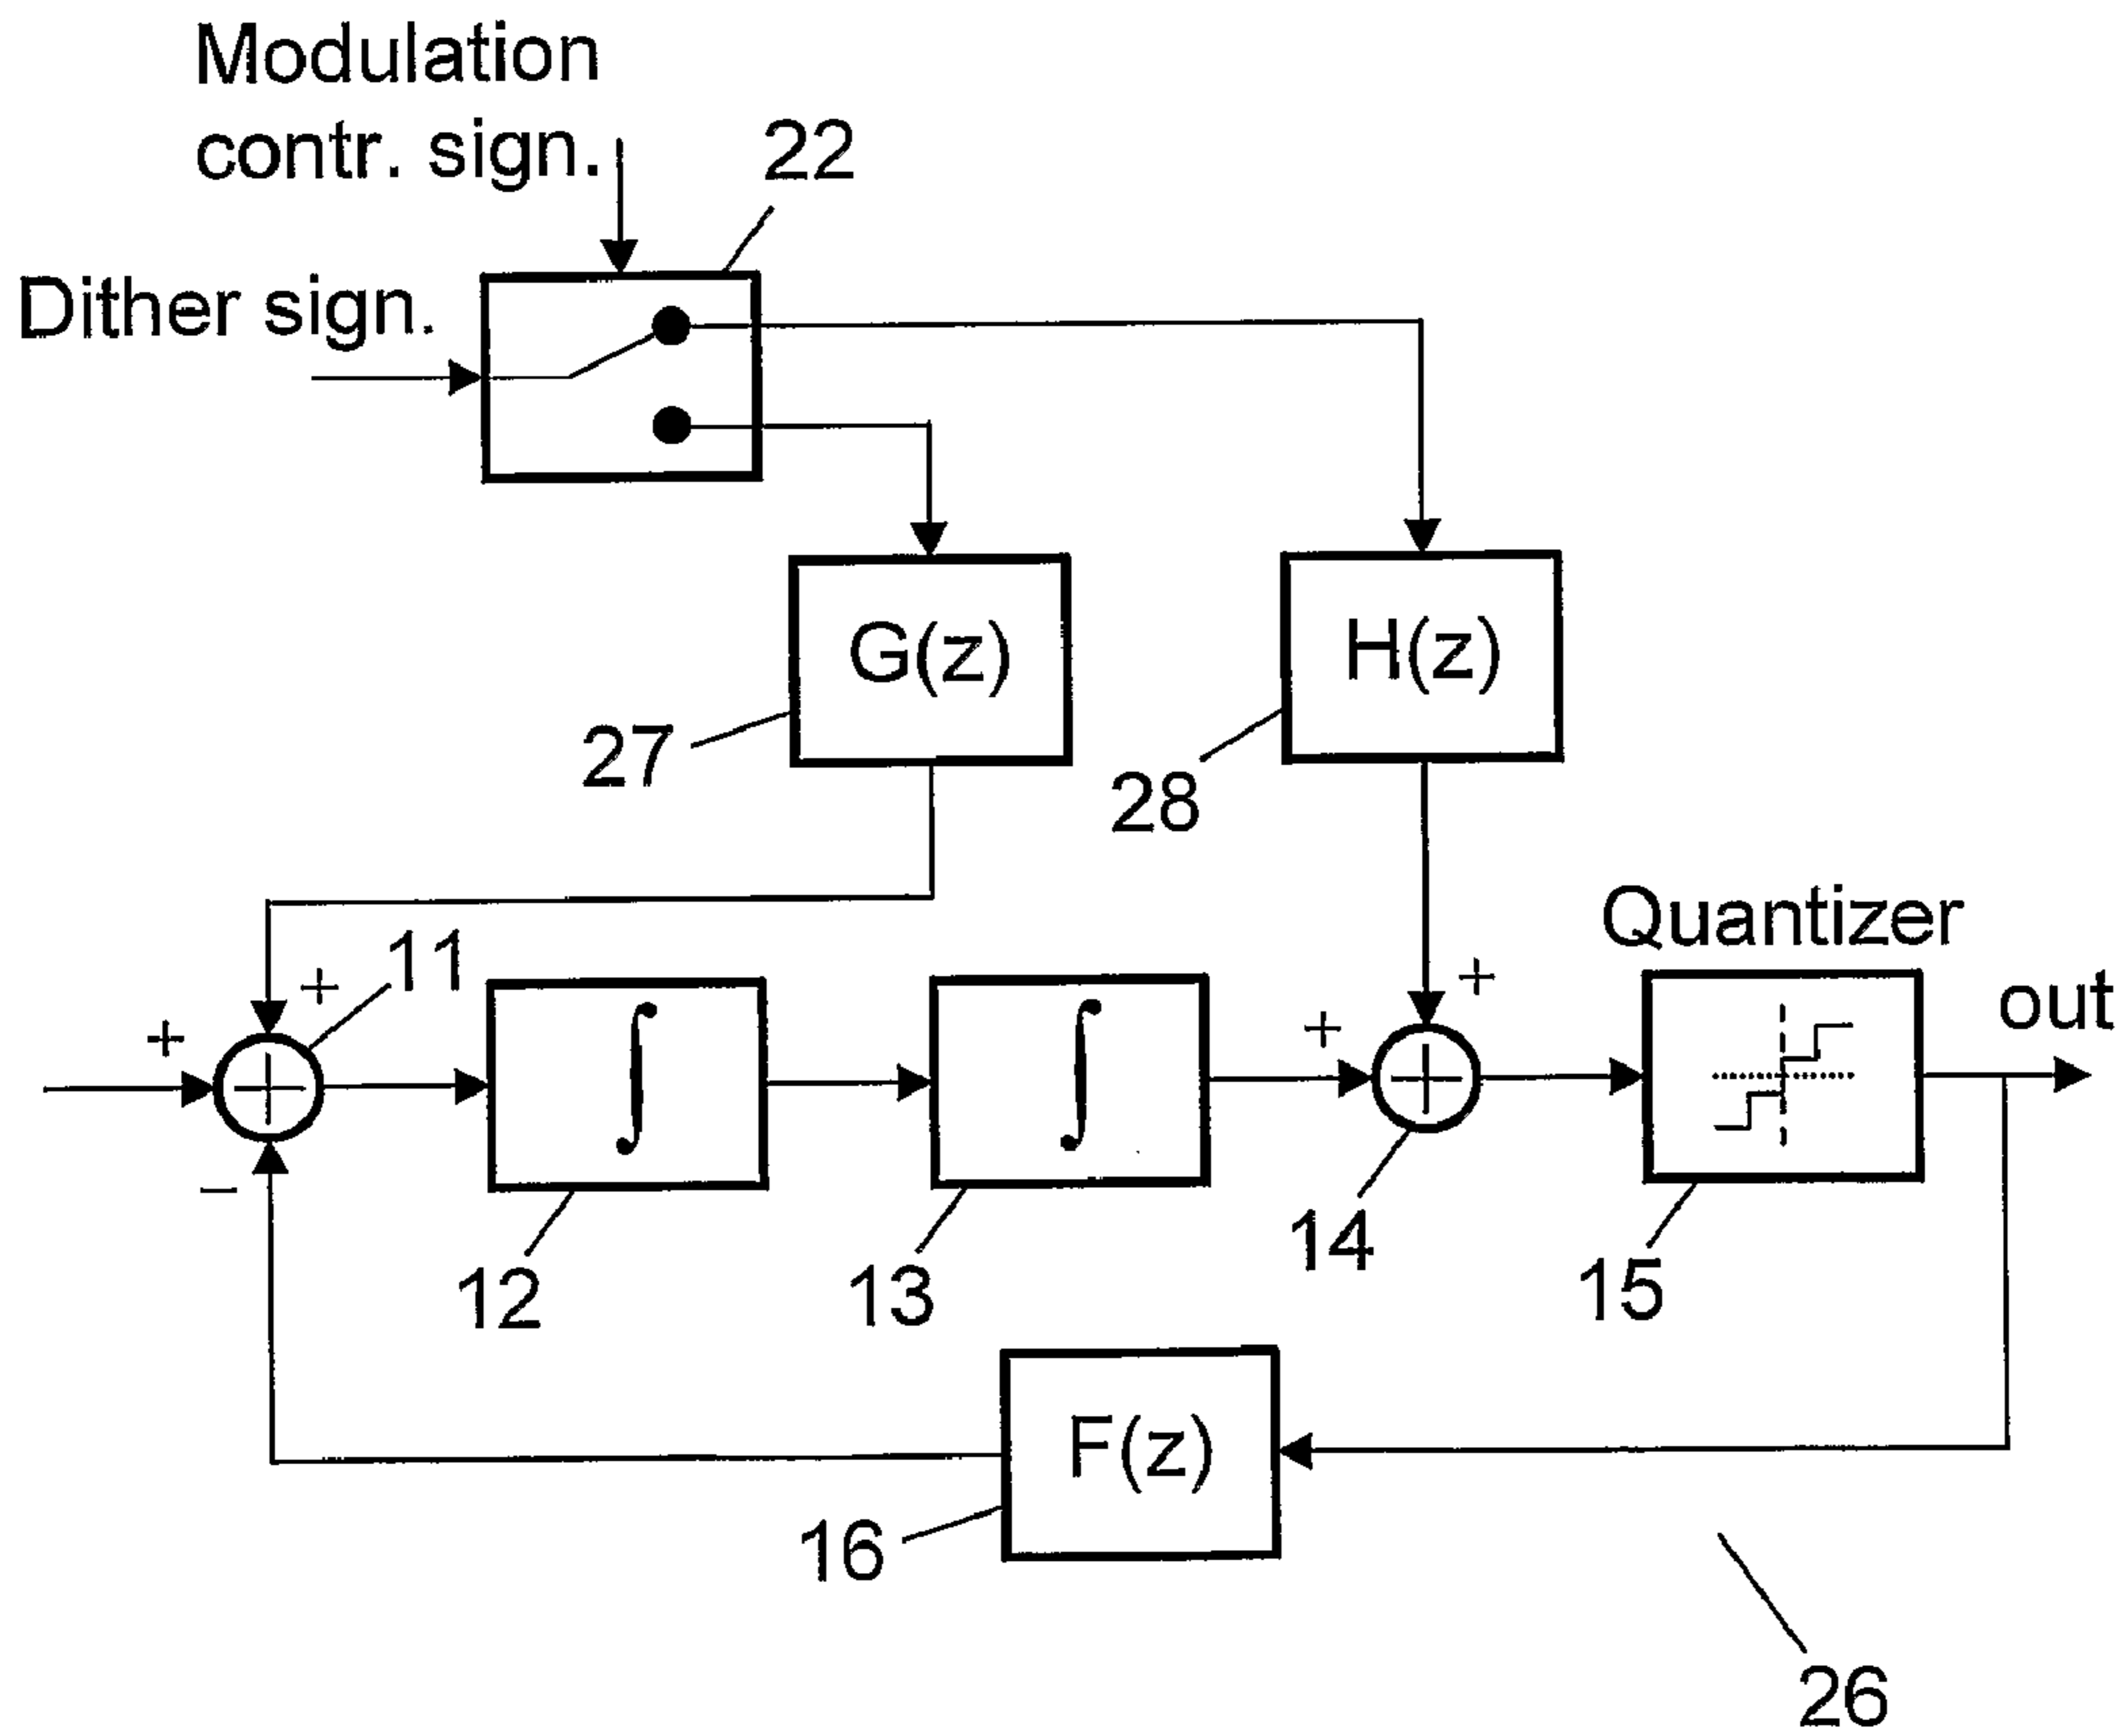 Modulation
contr. sign.
22
Dither sign.
G(z)
H(z)
27
28
Quantizer
11
+
+
+
+
out
∫
∫
−
12
13
14
15
F(z)
16
26